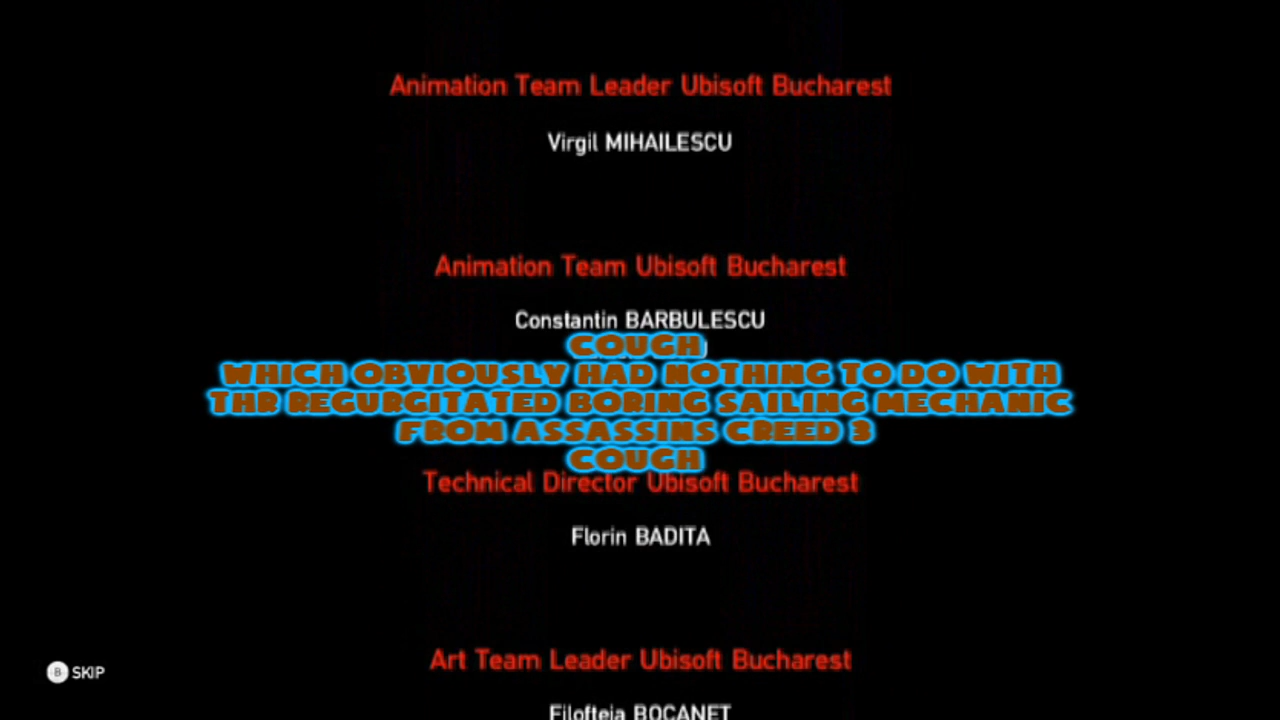 Animation Team Leader Ubisoft Bucharest
Virgil MIHAILESCU
Animation Team Ubisoft Bucharest
Constantin BARBULESCU
COUGH
WHICH OBVIOUSLY HAD NOTHING TO DO WITH
THR REGURGITATED BORING SAILING MECHANIC
FROM ASSASSINS CREED 3
COUGH
Technical Director Ubisoft Bucharest
Florin BADITA
Art Team Leader Ubisoft Bucharest
B SKIP
Filofteia BOCANET